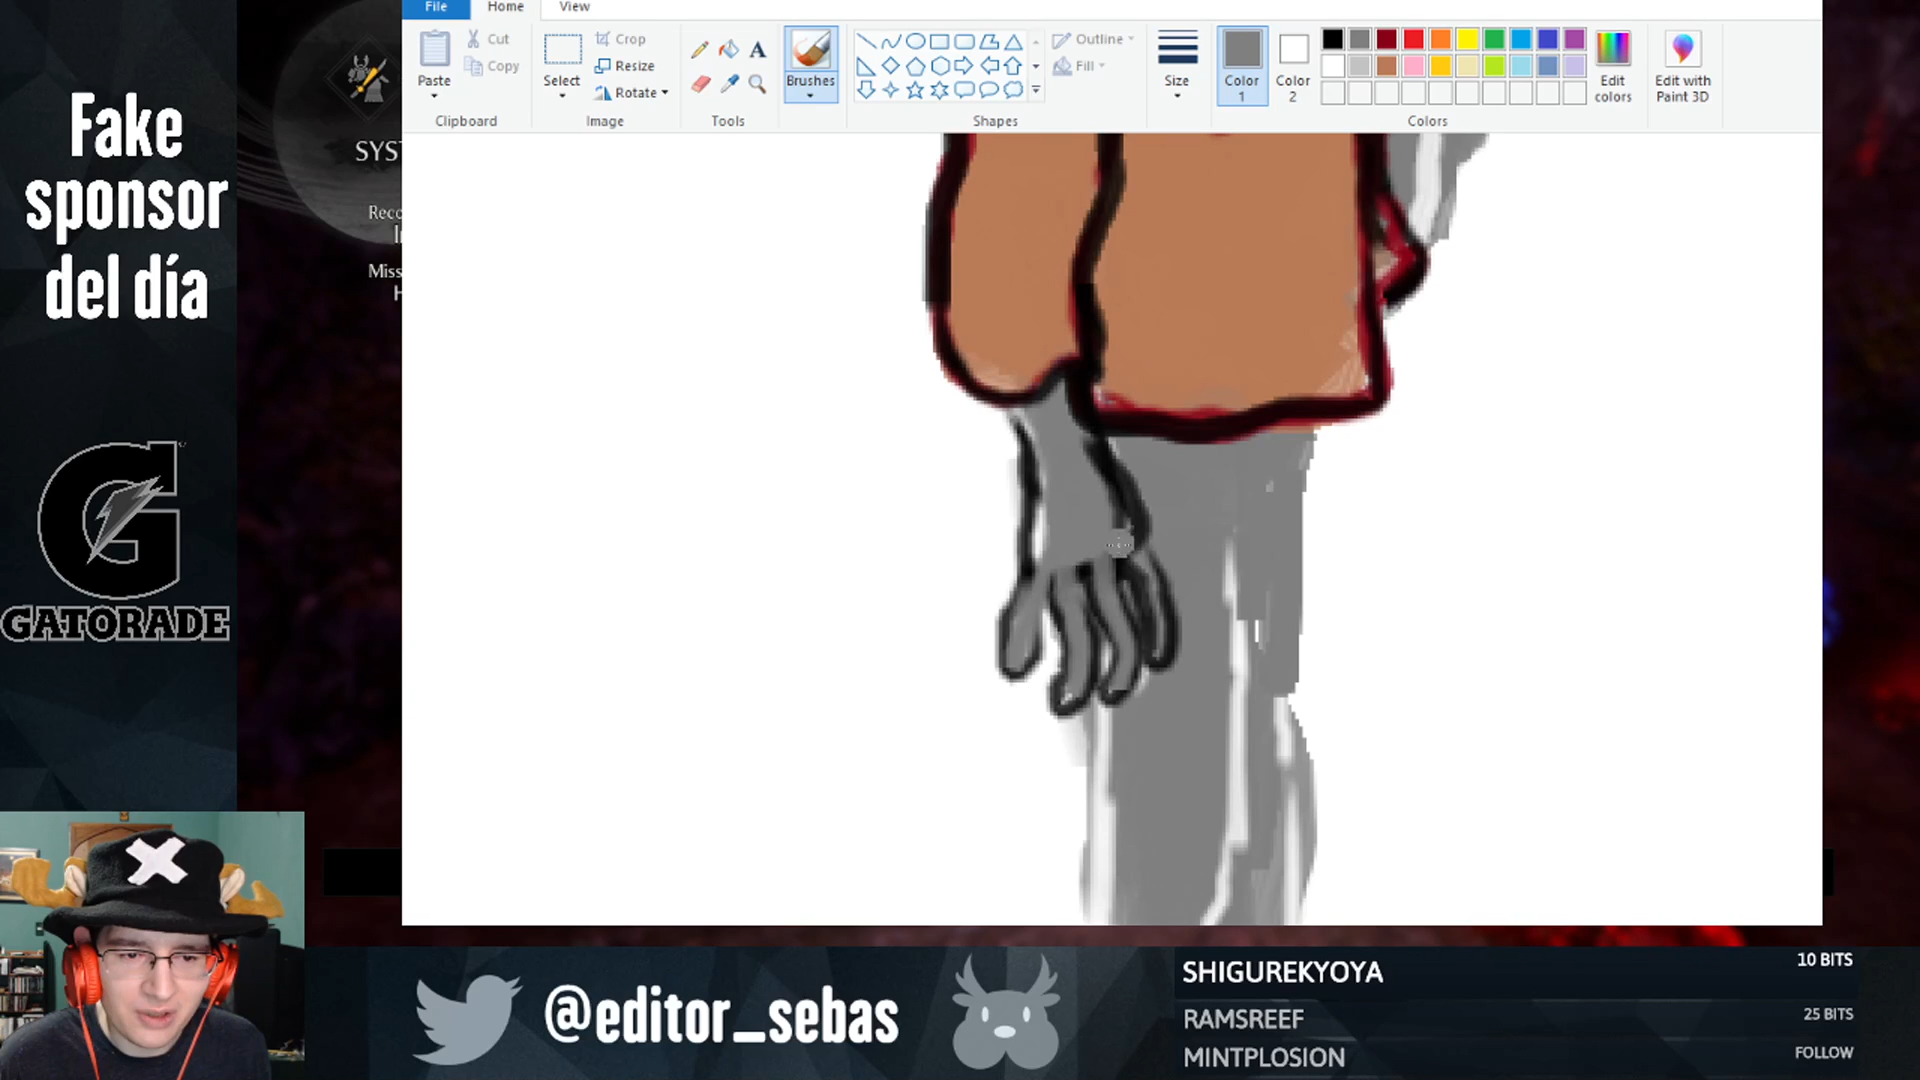 File Home View
Cut
Copy
Paste
Clipboard
Crop
Resize
Rotate
Select
Image
A
Tools
Brushes
Shapes
Outline
Fill
Size
Color 1
Color 2
Edit colors
Edit with Paint 3D
Colors
Fake
sponsor
del día
G
GATORADE
SYS
Reco
Miss
@editor_sebas
SHIGUREKYOYA 10 BITS
RAMSREEF 25 BITS
MINTPLOSION FOLLOW